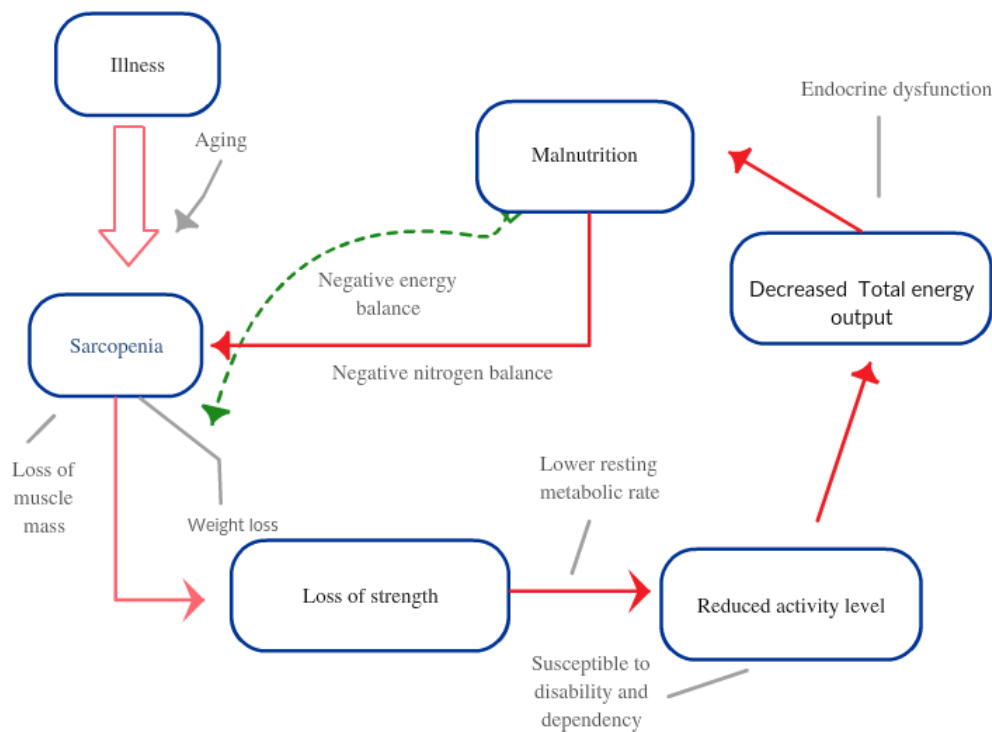 Illness
Endocrine dysfunction
Aging
Malnutrition
Negative energy
balance
Decreased Total energy
output
Sarcopenia
Negative nitrogen balance
Loss of
muscle
mass
Weight loss
Lower resting
metabolic rate
Loss of strength
Reduced activity level
Susceptible to
disability and
dependency